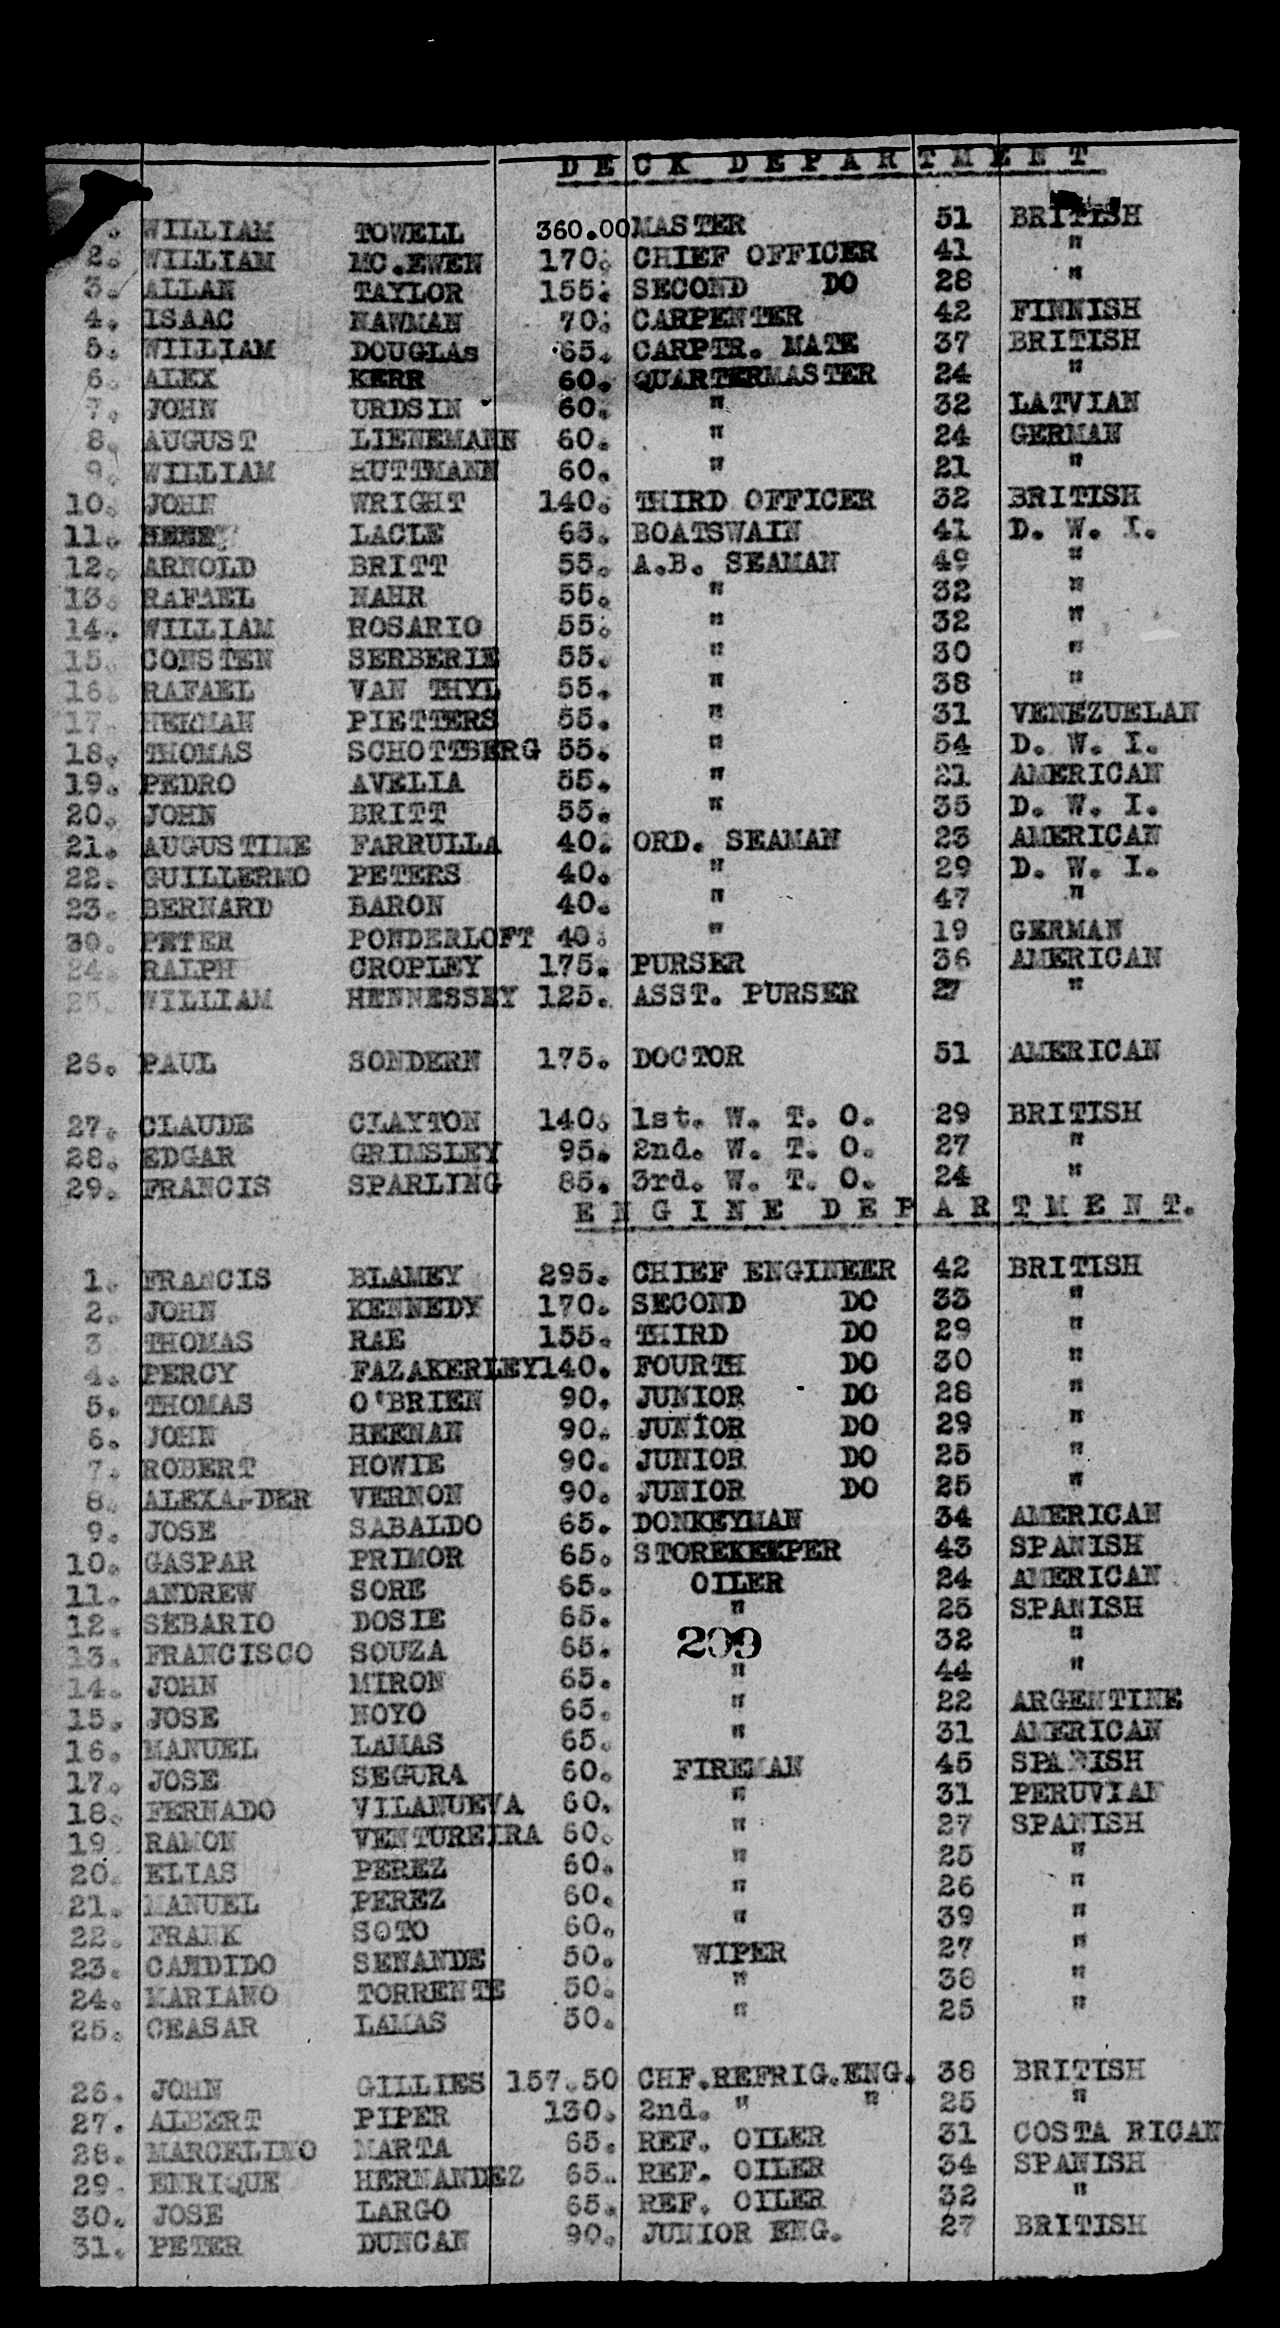 DECK DEPARTMENT
. WILLIAM TOWELL 360.00 MASTER 51 BRITISH
2. WILLIAM MC.EWEN 170. CHIEF OFFICER 41 "
3. ALLAN TAYLOR 155. SECOND DO 28 "
4. ISAAC NAWMAN 70. CARPENTER 42 FINNISH
5. WILLIAM DOUGLAs 65. CARPTR. MATE 37 BRITISH
6. ALEX KERR 60. QUARTERMASTER 24 "
7. JOHN URDSIN 60. " 32 LATVIAN
8. AUGUST LIENEMANN 60. " 24 GERMAN
9. WILLIAM HUTTMANN 60. " 21 "
10. JOHN WRIGHT 140. THIRD OFFICER 32 BRITISH
11. HENRY LACLE 65. BOATSWAIN 41 D. W. I.
12. ARNOLD BRITT 55. A.B. SEAMAN 49 "
13. RAFAEL NAHR 55. " 32 "
14. WILLIAM ROSARIO 55. " 32 "
15. CONSTEN SERBERIE 55. " 30 "
16. RAFAEL VAN THYL 55. " 38 "
17. HERMAN PIETTERS 55. " 31 VENEZUELAN
18. THOMAS SCHOTTBERG 55. " 54 D. W. I.
19. PEDRO AVELIA 55. " 21 AMERICAN
20. JOHN BRITT 55. " 35 D. W. I.
21. AUGUSTINE FARRULLA 40. ORD. SEAMAN 23 AMERICAN
22. GUILLERMO PETERS 40. " 29 D. W. I.
23. BERNARD BARON 40. " 47 "
30. PETER PONDERLOFT 40. " 19 GERMAN
24. RALPH CROPLEY 175. PURSER 36 AMERICAN
25. WILLIAM HENNESSEY 125. ASST. PURSER 27 "
26. PAUL SONDERN 175. DOCTOR 51 AMERICAN
27. CLAUDE CLAYTON 140. 1st. W. T. O. 29 BRITISH
28. EDGAR GRIMSLEY 95. 2nd. W. T. O. 27 "
29. FRANCIS SPARLING 85. 3rd. W. T. O. 24 "
ENGINE DEPARTMENT.
1. FRANCIS BLAMEY 295. CHIEF ENGINEER 42 BRITISH
2. JOHN KENNEDY 170. SECOND DO 33 "
3 THOMAS RAE 155. THIRD DO 29 "
4. PERCY FAZAKERLEY 140. FOURTH DO 30 "
5. THOMAS O'BRIEN 90. JUNIOR DO 28 "
6. JOHN HEENAN 90. JUNIOR DO 29 "
7. ROBERT HOWIE 90. JUNIOR DO 25 "
8. ALEXANDER VERNON 90. JUNIOR DO 25 "
9. JOSE SABALDO 65. DONKEYMAN 34 AMERICAN
10. GASPAR PRIMOR 65. STOREKEEPER 43 SPANISH
11. ANDREW SORE 65. OILER 24 AMERICAN
12. SEBARIO DOSIE 65. " 25 SPANISH
13. FRANCISCO SOUZA 65. 209 32 "
14. JOHN MIRON 65. " 44 "
15. JOSE NOYO 65. " 22 ARGENTINE
16. MANUEL LAMAS 65. " 31 AMERICAN
17. JOSE SEGURA 60. FIREMAN 45 SPANISH
18. FERNADO VILANUEVA 60. " 31 PERUVIAN
19 RAMON VENTUREIRA 60. " 27 SPANISH
20. ELIAS PEREZ 60. " 25 "
21. MANUEL PEREZ 60. " 26 "
22. FRANK SOTO 60. " 39 "
23. CANDIDO SENANDE 50. WIPER 27 "
24. MARIANO TORRENTE 50. " 38 "
25. CEASAR LAMAS 50. " 25 "
26. JOHN GILLIES 157.50 CHF.REFRIG.ENG. 38 BRITISH
27. ALBERT PIPER 130. 2nd. " " 25 "
28. MARCELINO MARTA 65. REF. OILER 31 COSTA RICAN
29. ENRIQUE HERNANDEZ 65. REF. OILER 34 SPANISH
30. JOSE LARGO 65. REF. OILER 32 "
31. PETER DUNCAN 90. JUNIOR ENG. 27 BRITISH